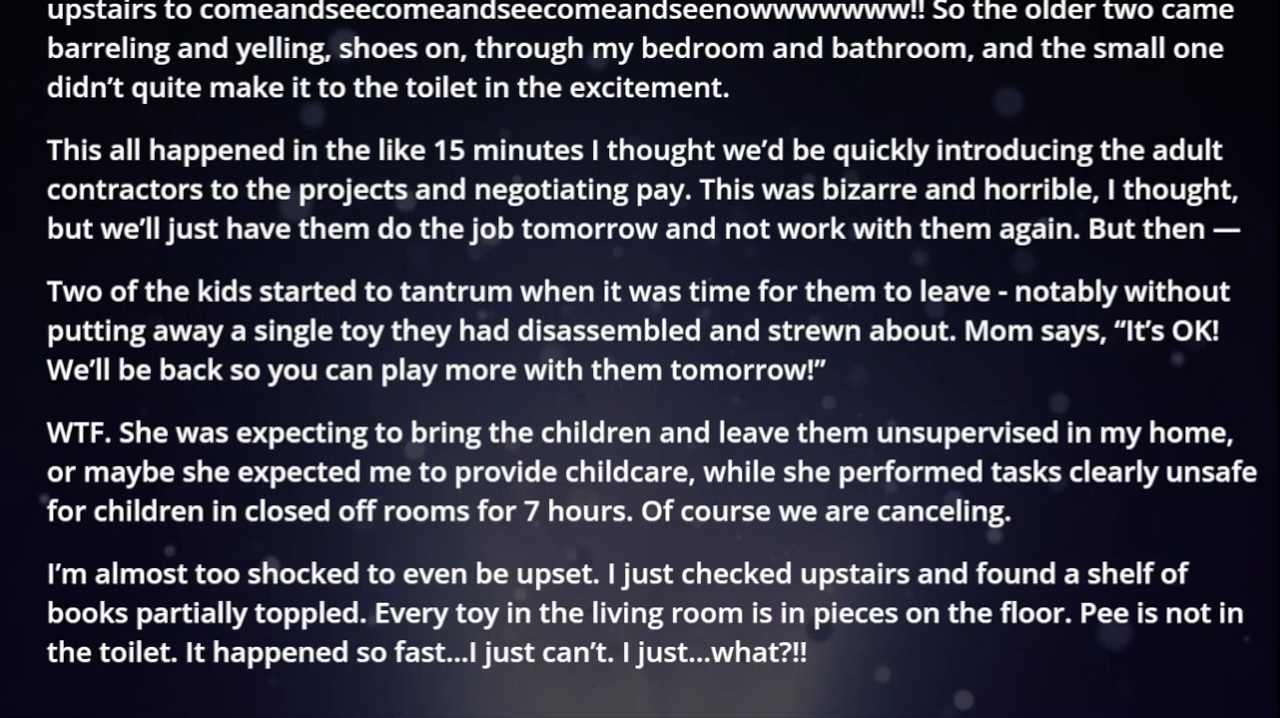 upstairs to comeandseecomeandseecomeandseenowwwwwww!! So the older two came
barreling and yelling, shoes on, through my bedroom and bathroom, and the small one
didn’t quite make it to the toilet in the excitement.
This all happened in the like 15 minutes I thought we’d be quickly introducing the adult
contractors to the projects and negotiating pay. This was bizarre and horrible, I thought,
but we’ll just have them do the job tomorrow and not work with them again. But then —
Two of the kids started to tantrum when it was time for them to leave - notably without
putting away a single toy they had disassembled and strewn about. Mom says, “It’s OK!
We’ll be back so you can play more with them tomorrow!”
WTF. She was expecting to bring the children and leave them unsupervised in my home,
or maybe she expected me to provide childcare, while she performed tasks clearly unsafe
for children in closed off rooms for 7 hours. Of course we are canceling.
I’m almost too shocked to even be upset. I just checked upstairs and found a shelf of
books partially toppled. Every toy in the living room is in pieces on the floor. Pee is not in
the toilet. It happened so fast...I just can’t. I just...what?!!